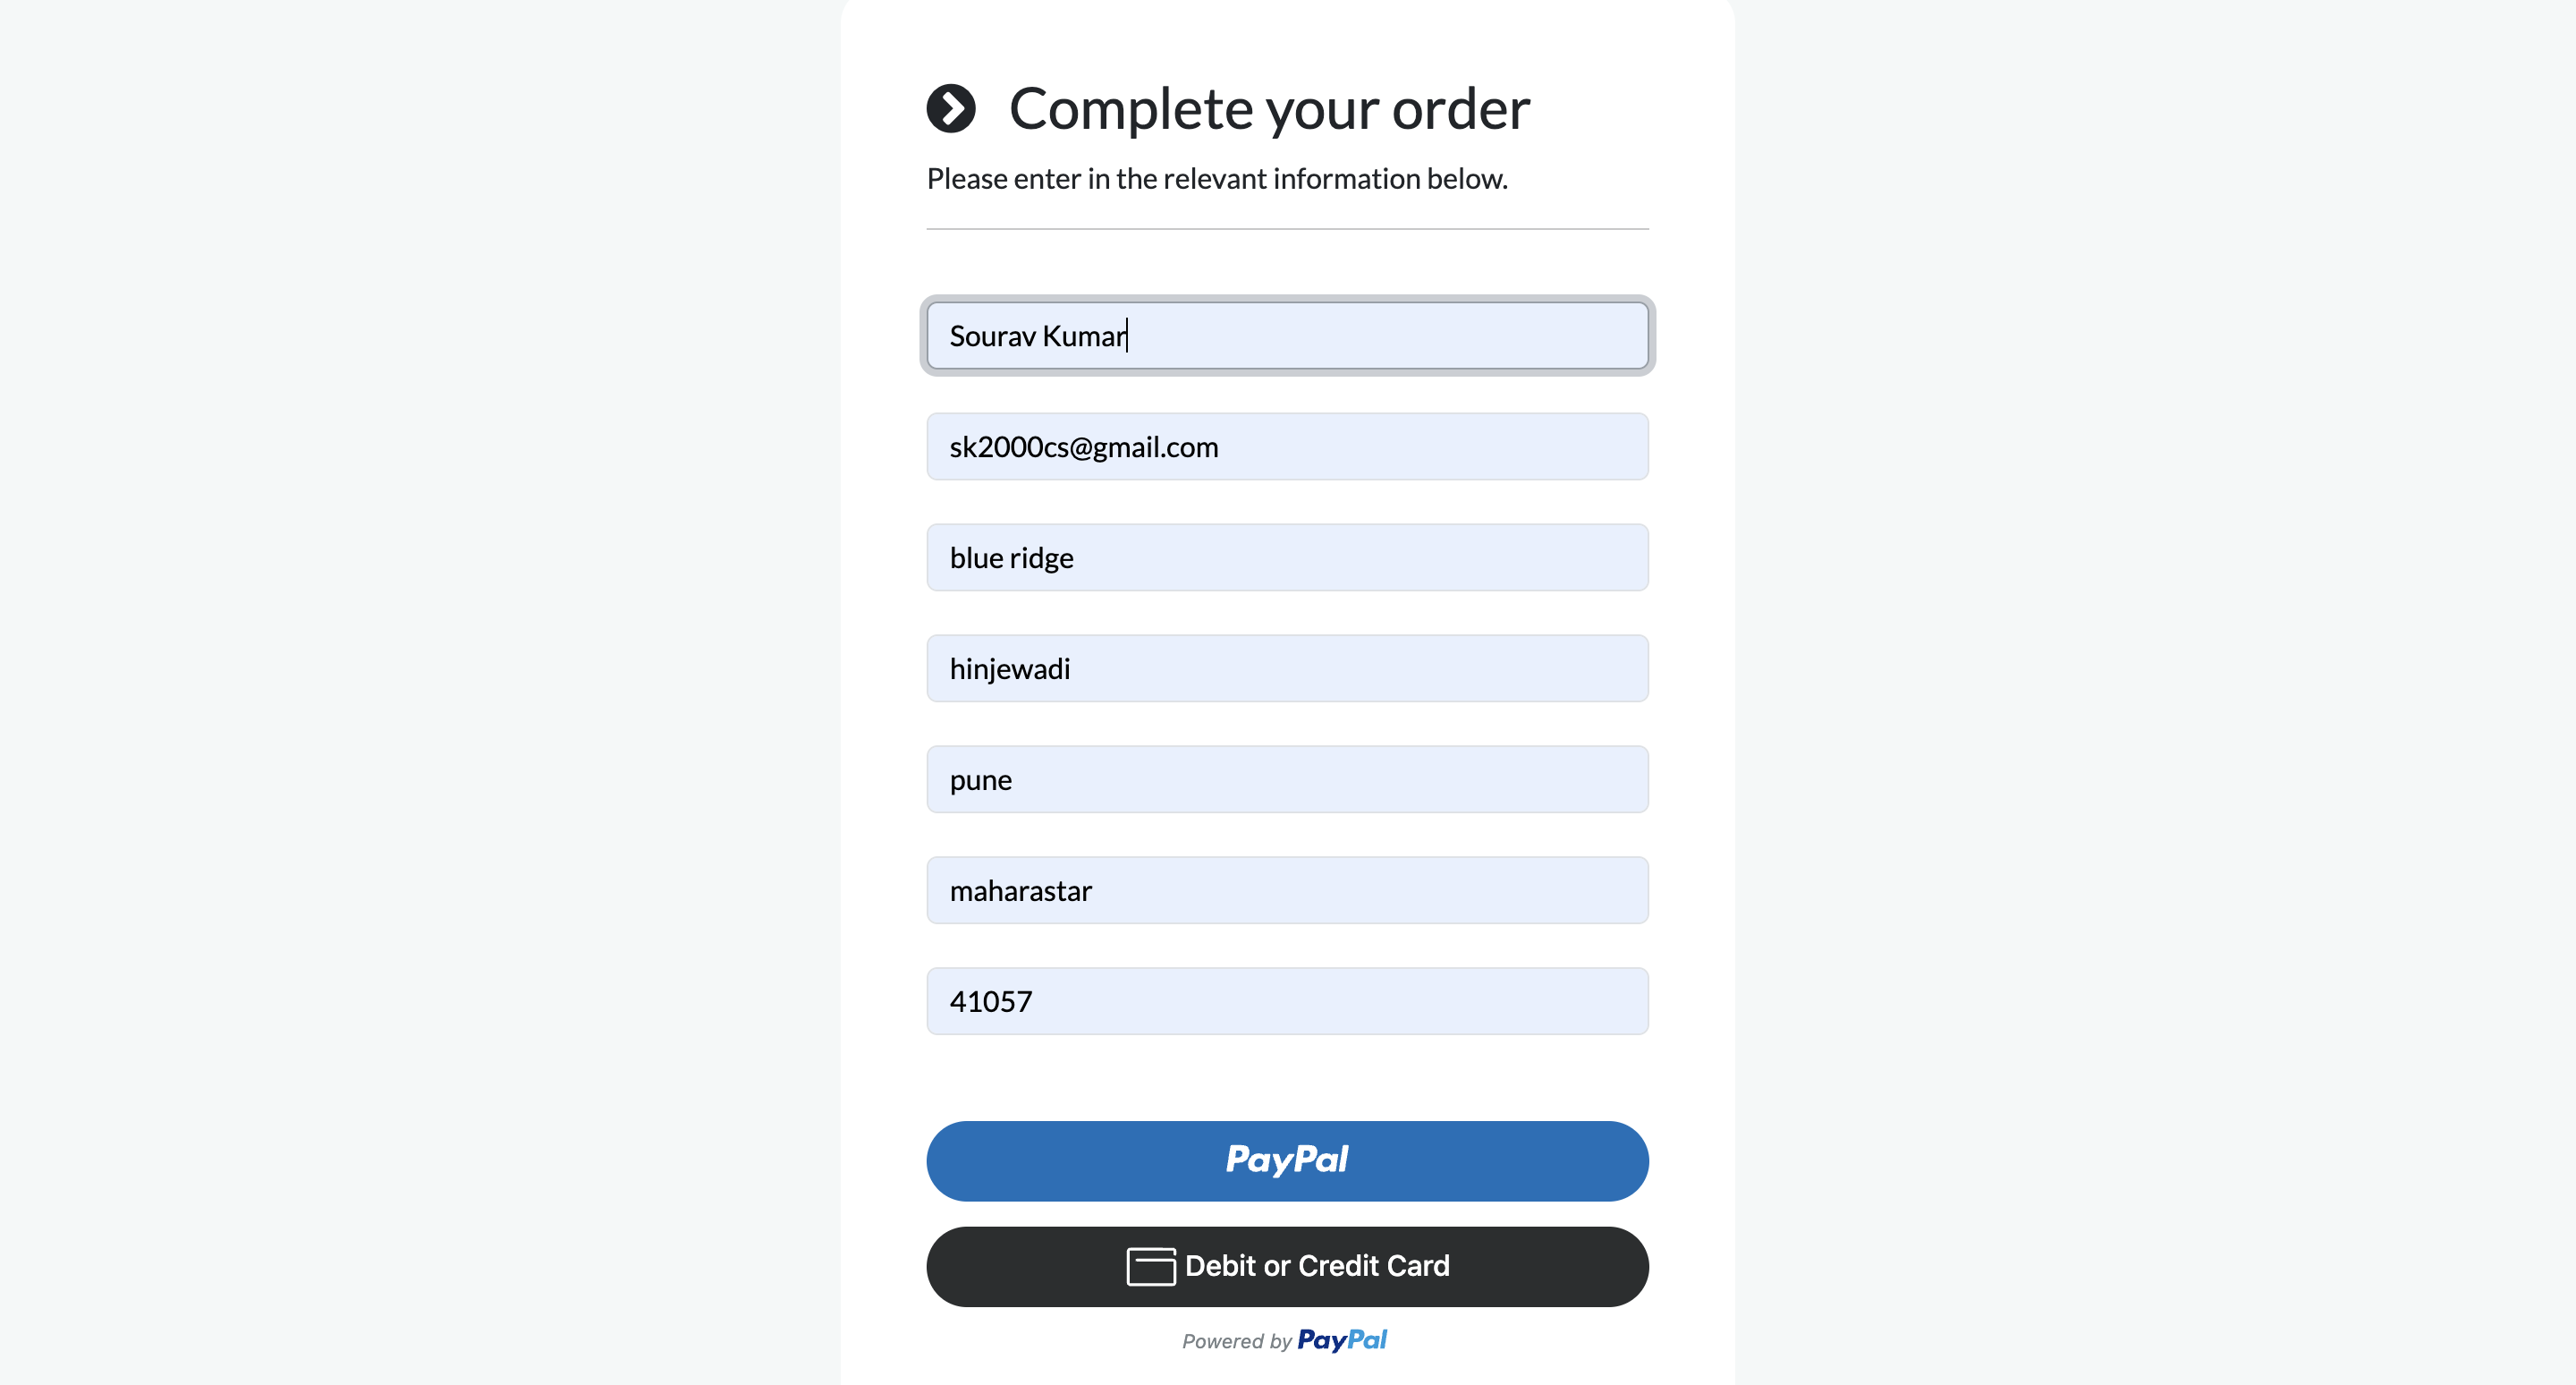 Complete your order
Please enter in the relevant information below.
Sourav Kumar
sk2000cs@gmail.com
blue ridge
hinjewadi
pune
maharastar
41057
PayPal
Debit or Credit Card
Powered by PayPal